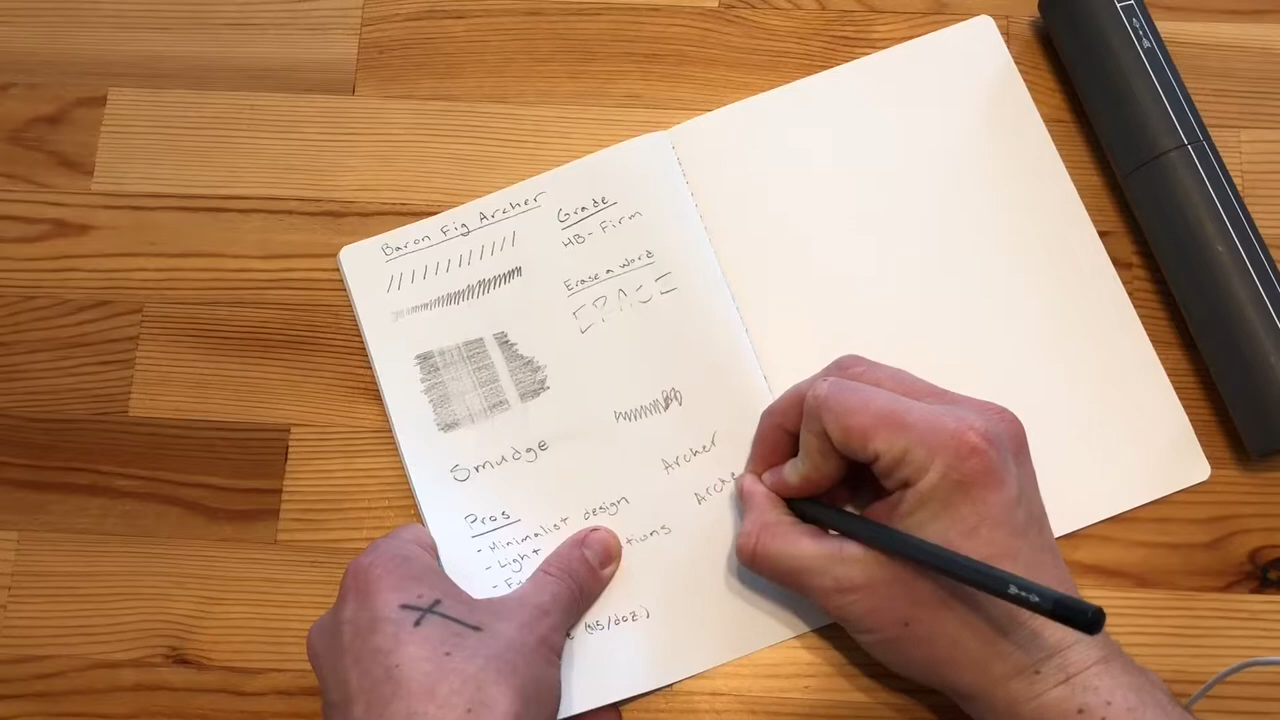 Baron Fig Archer
Smudge
Pros
- Minimalist design
- Light
tions
($15/doz.)
Grade
HB - Firm
Erase a word
ERASE
Archer
Arche